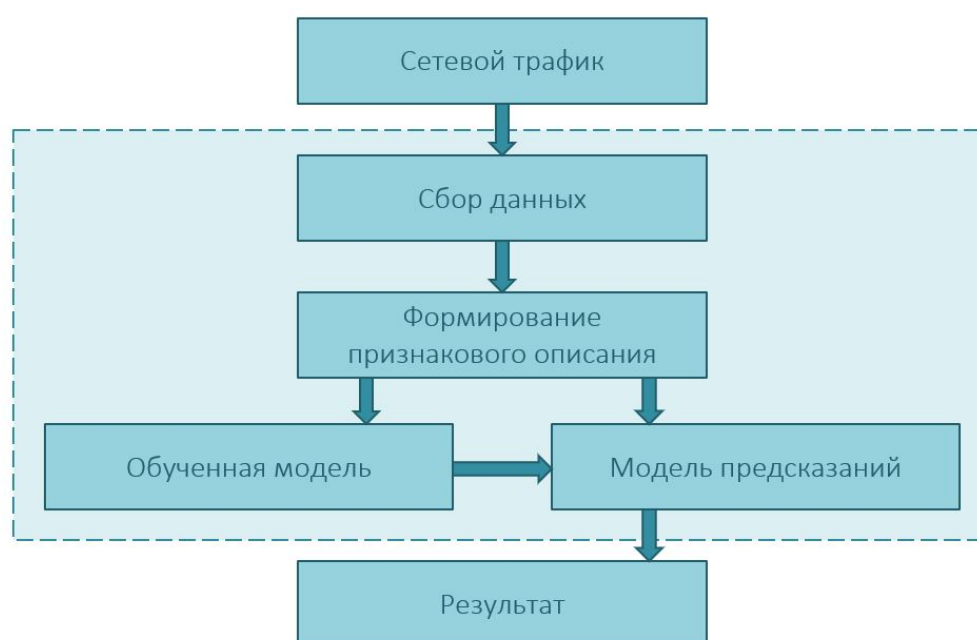 Сетевой трафик
Сбор данных
Формирование
признакового описания
Обученная модель
Модель предсказаний
Результат